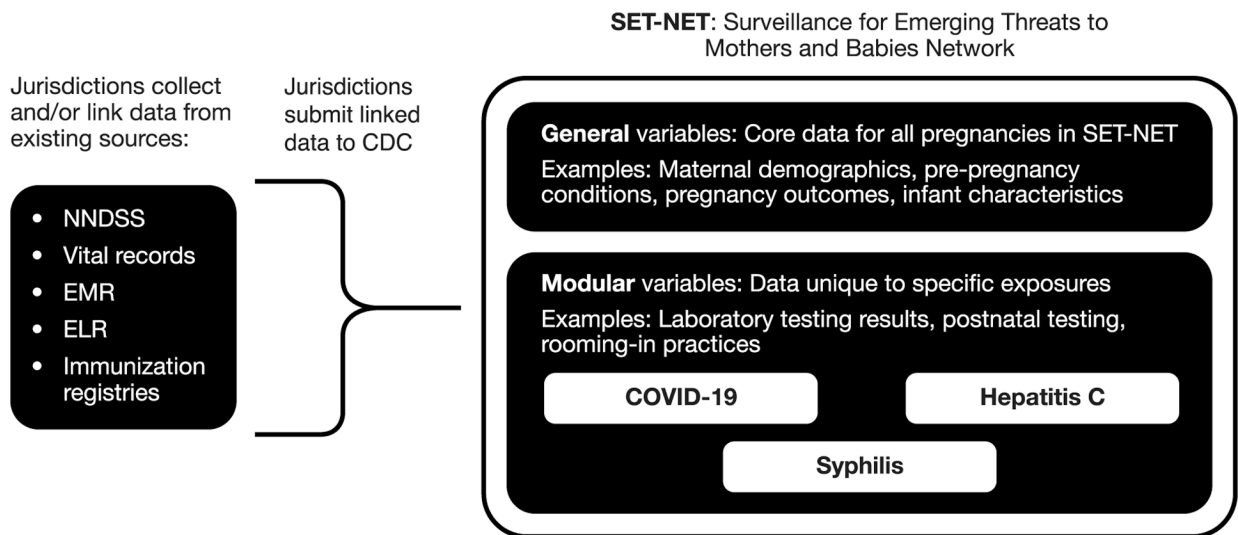 SET-NET: Surveillance for Emerging Threats to
Mothers and Babies Network
Jurisdictions collect
and/or link data from
existing sources:
• NNDSS
• Vital records
• EMR
• ELR
• Immunization
registries
Jurisdictions
submit linked
data to CDC
General variables: Core data for all pregnancies in SET-NET
Examples: Maternal demographics, pre-pregnancy
conditions, pregnancy outcomes, infant characteristics
Modular variables: Data unique to specific exposures
Examples: Laboratory testing results, postnatal testing,
rooming-in practices
COVID-19
Hepatitis C
Syphilis